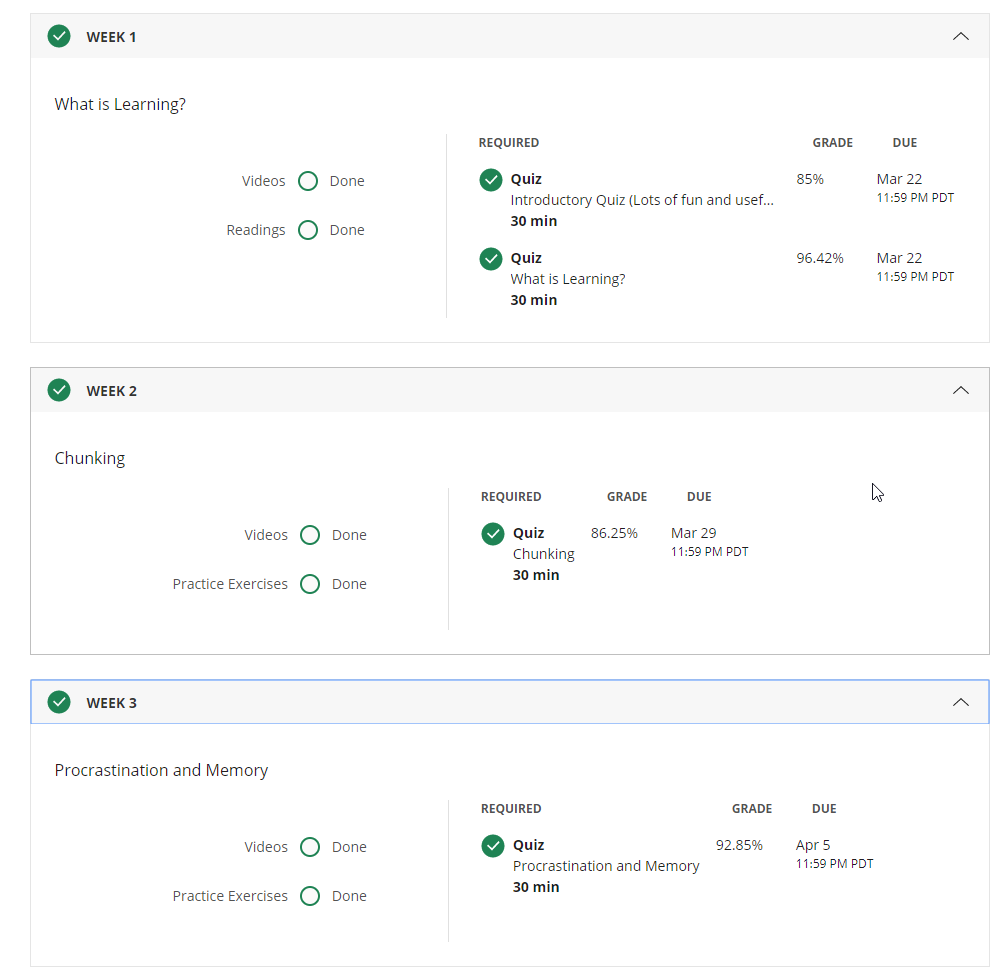 WEEK 1
What is Learning?
Videos Done
Readings Done
REQUIRED GRADE DUE
Quiz 85% Mar 22
Introductory Quiz (Lots of fun and usef... 11:59 PM PDT
30 min
Quiz 96.42% Mar 22
What is Learning? 11:59 PM PDT
30 min
WEEK 2
Chunking
Videos Done
Practice Exercises Done
REQUIRED GRADE DUE
Quiz 86.25% Mar 29
Chunking 11:59 PM PDT
30 min
WEEK 3
Procrastination and Memory
Videos Done
Practice Exercises Done
REQUIRED GRADE DUE
Quiz 92.85% Apr 5
Procrastination and Memory 11:59 PM PDT
30 min